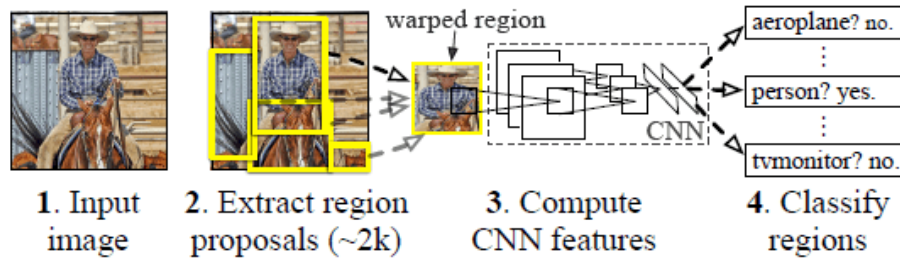 warped region
aeroplane? no.
person? yes.
CNN
tvmonitor? no.
1. Input
image
2. Extract region
proposals (~2k)
3. Compute
CNN features
4. Classify
regions